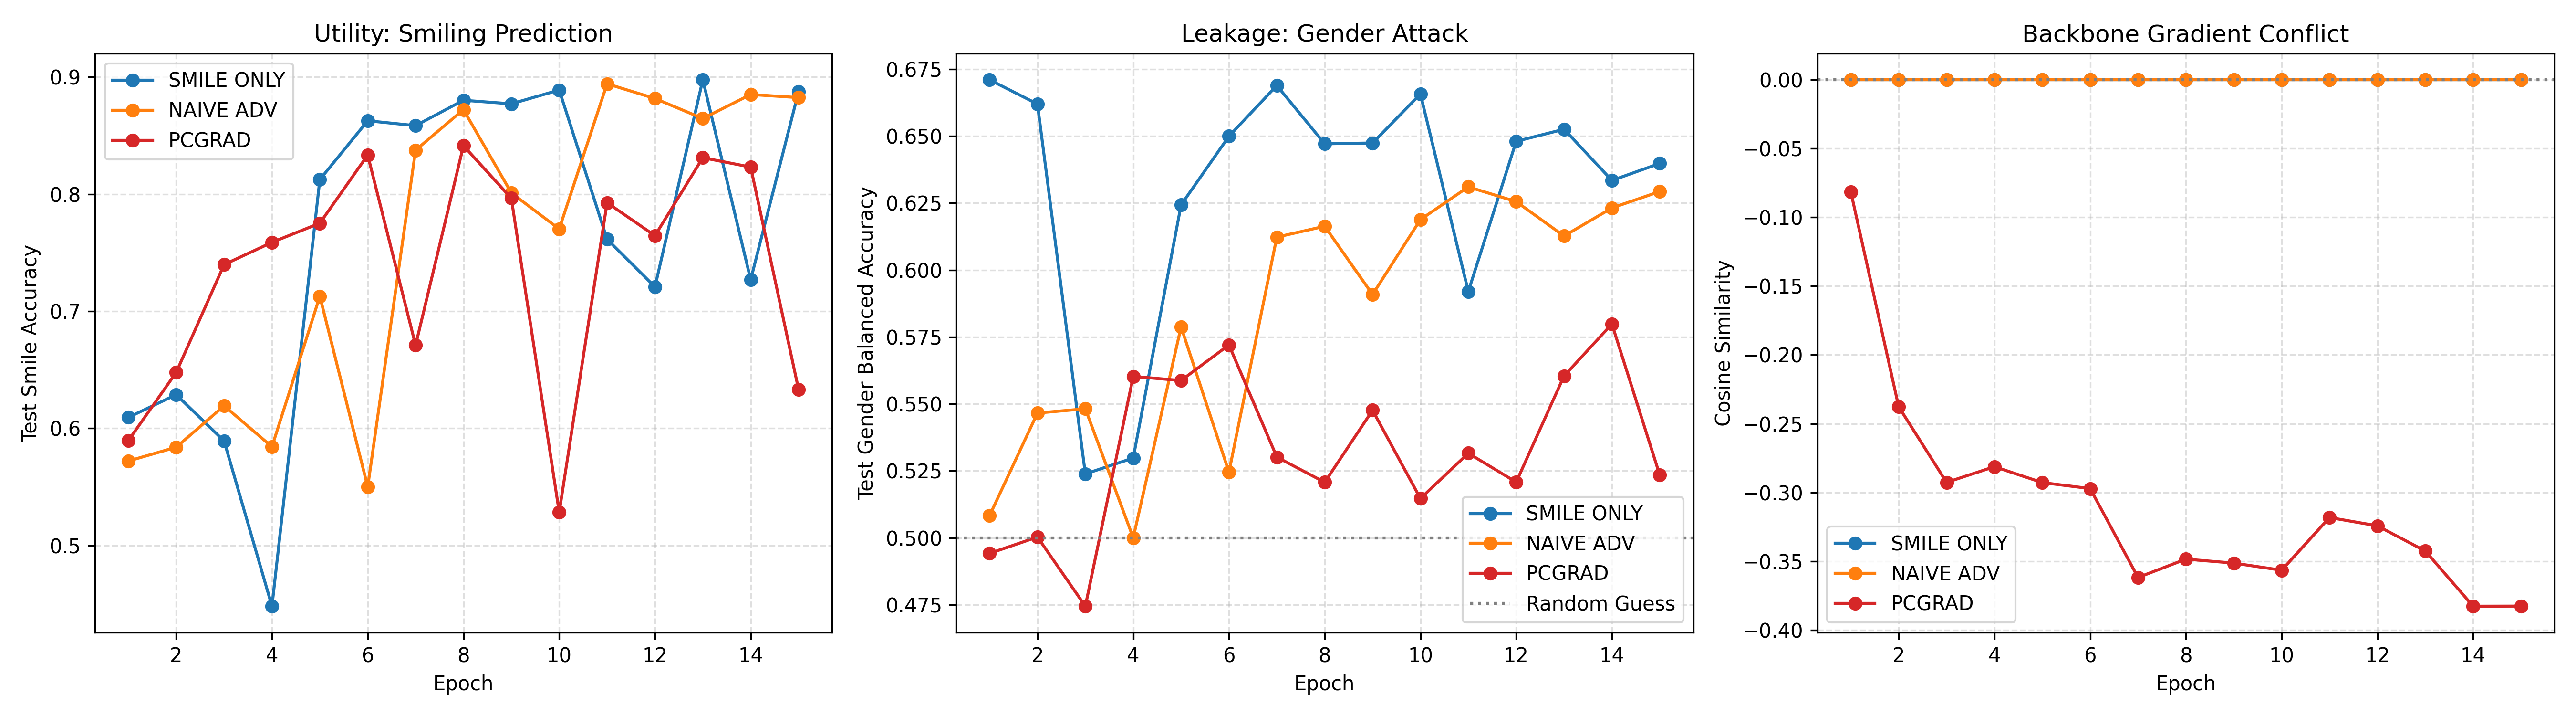 Utility: Smiling Prediction
Test Smile Accuracy
0.9
0.8
0.7
0.6
0.5
SMILE ONLY
NAIVE ADV
PCGRAD
2 4 6 8 10 12 14
Epoch
Leakage: Gender Attack
Test Gender Balanced Accuracy
0.675
0.650
0.625
0.600
0.575
0.550
0.525
0.500
0.475
SMILE ONLY
NAIVE ADV
PCGRAD
Random Guess
2 4 6 8 10 12 14
Epoch
Backbone Gradient Conflict
Cosine Similarity
0.00
−0.05
−0.10
−0.15
−0.20
−0.25
−0.30
−0.35
−0.40
SMILE ONLY
NAIVE ADV
PCGRAD
2 4 6 8 10 12 14
Epoch